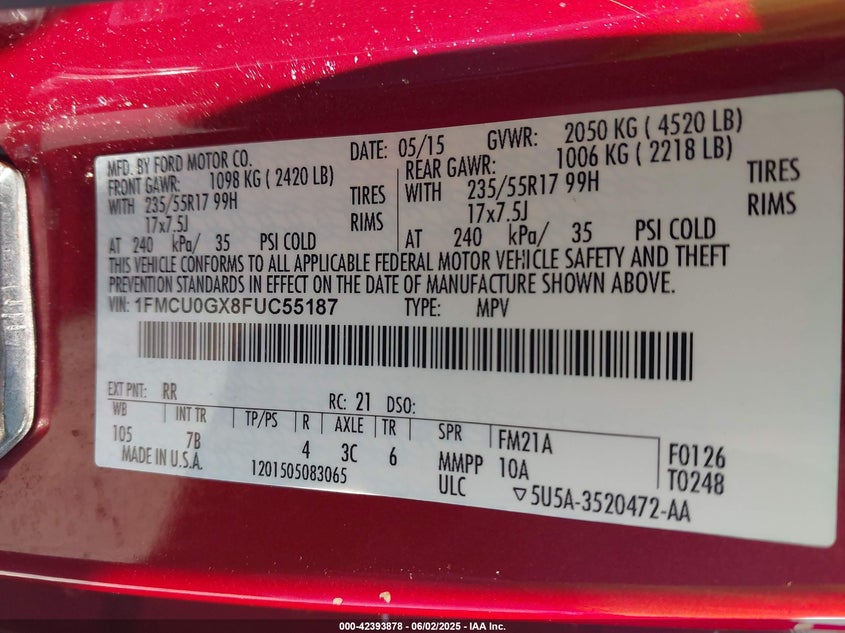 MFD. BY FORD MOTOR CO. DATE: 05/15 GVWR: 2050 KG ( 4520 LB)
FRONT GAWR: 1098 KG ( 2420 LB) REAR GAWR: 1006 KG ( 2218 LB)
WITH 235/55R17 99H TIRES WITH 235/55R17 99H TIRES
17x7.5J RIMS 17x7.5J RIMS
AT 240 kPa/ 35 PSI COLD AT 240 kPa/ 35 PSI COLD
THIS VEHICLE CONFORMS TO ALL APPLICABLE FEDERAL MOTOR VEHICLE SAFETY AND THEFT
PREVENTION STANDARDS IN EFFECT ON THE DATE OF MANUFACTURE SHOWN ABOVE.
VIN: 1FMCU0GX8FUC55187 TYPE: MPV
EXT PNT: RR RC: 21 DSO:
WB INT TR TP/PS R AXLE TR SPR FM21A F0126
105 7B 4 3C 6 MMPP 10A T0248
MADE IN U.S.A. 1201505083065 ULC ▽5U5A-3520472-AA
000-42393878 - 06/02/2025 - IAA Inc.